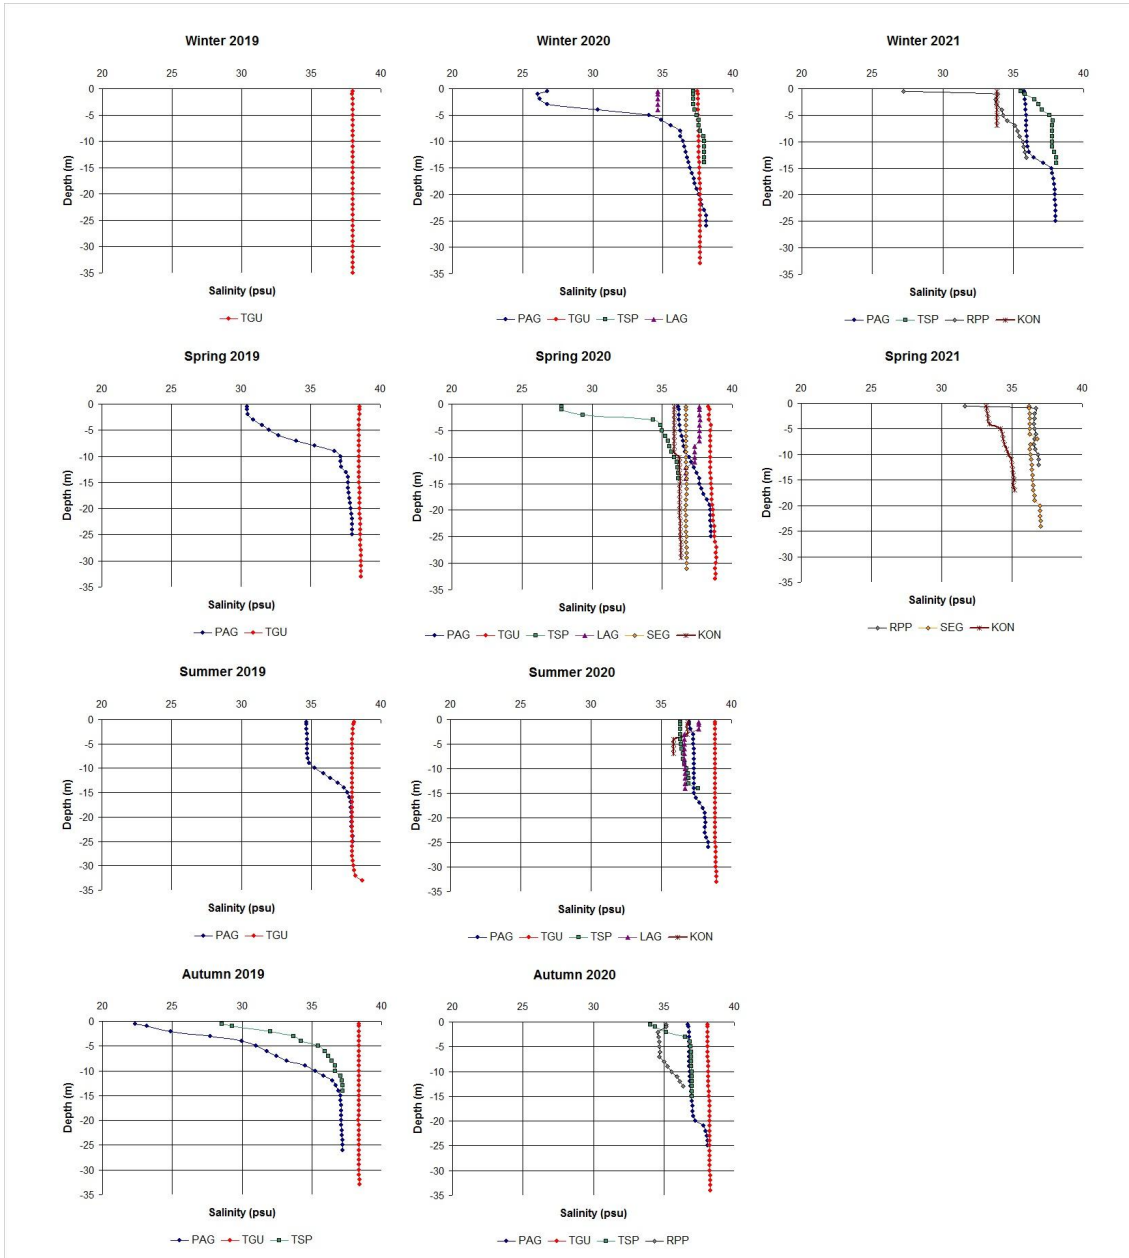 Winter 2019
20 25 30 35 40
0
-5
-10
-15
-20
-25
-30
-35
Depth (m)
Salinity (psu)
TGU
Winter 2020
20 25 30 35 40
0
-5
-10
-15
-20
-25
-30
-35
Depth (m)
Salinity (psu)
PAG TGU TSP LAG
Winter 2021
20 25 30 35 40
0
-5
-10
-15
-20
-25
-30
-35
Depth (m)
Salinity (psu)
PAG TSP RPP KON
Spring 2019
20 25 30 35 40
0
-5
-10
-15
-20
-25
-30
-35
Depth (m)
Salinity (psu)
PAG TGU
Spring 2020
20 25 30 35 40
0
-5
-10
-15
-20
-25
-30
-35
Depth (m)
Salinity (psu)
PAG TGU TSP LAG SEG KON
Spring 2021
20 25 30 35 40
0
-5
-10
-15
-20
-25
-30
-35
Depth (m)
Salinity (psu)
RPP SEG KON
Summer 2019
20 25 30 35 40
0
-5
-10
-15
-20
-25
-30
-35
Depth (m)
Salinity (psu)
PAG TGU
Summer 2020
20 25 30 35 40
0
-5
-10
-15
-20
-25
-30
-35
Depth (m)
Salinity (psu)
PAG TGU TSP LAG KON
Autumn 2019
20 25 30 35 40
0
-5
-10
-15
-20
-25
-30
-35
Depth (m)
Salinity (psu)
PAG TGU TSP
Autumn 2020
20 25 30 35 40
0
-5
-10
-15
-20
-25
-30
-35
Depth (m)
Salinity (psu)
PAG TGU TSP RPP